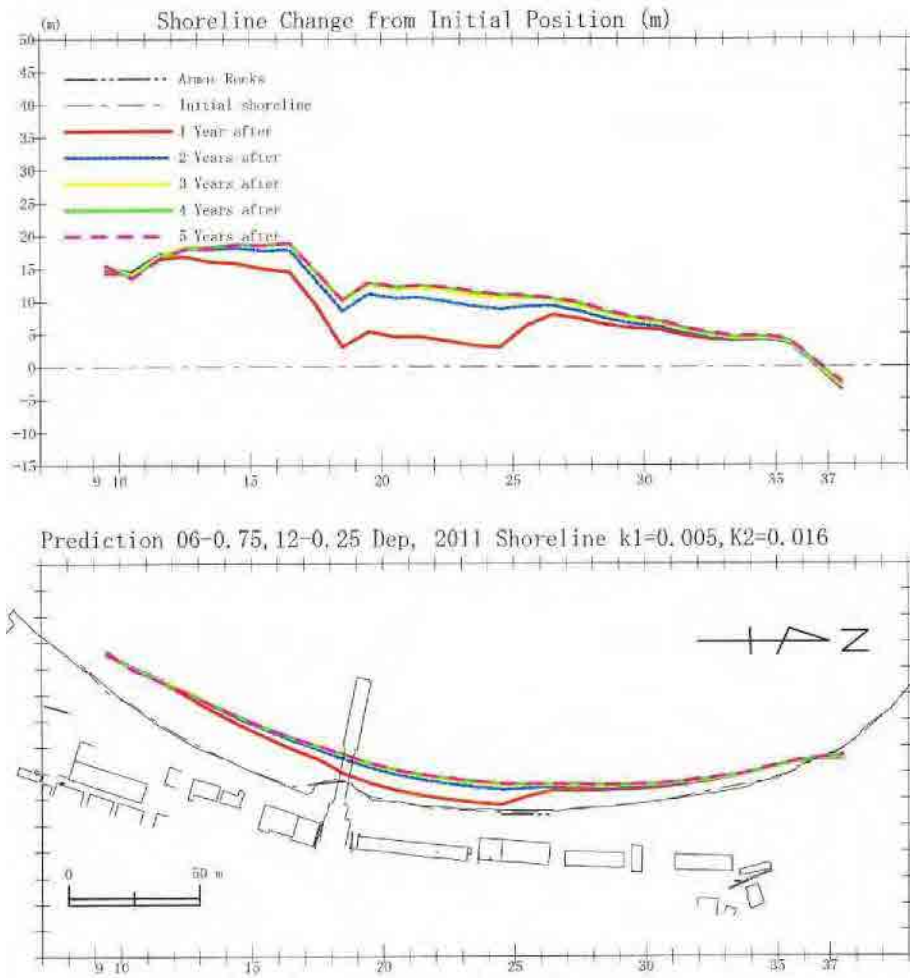 Shoreline Change from Initial Position (m)
(m)
50
45
40
35
30
25
20
15
10
5
0
-5
-10
-15
Armor Rocks
Initial shoreline
1 Year after
2 Years after
3 Years after
4 Years after
5 Years after
9 10 15 20 25 30 35 37
Prediction 06-0.75, 12-0.25 Dep, 2011 Shoreline k1=0.005, K2=0.016
N
0 50 m
9 10 15 20 25 30 35 37